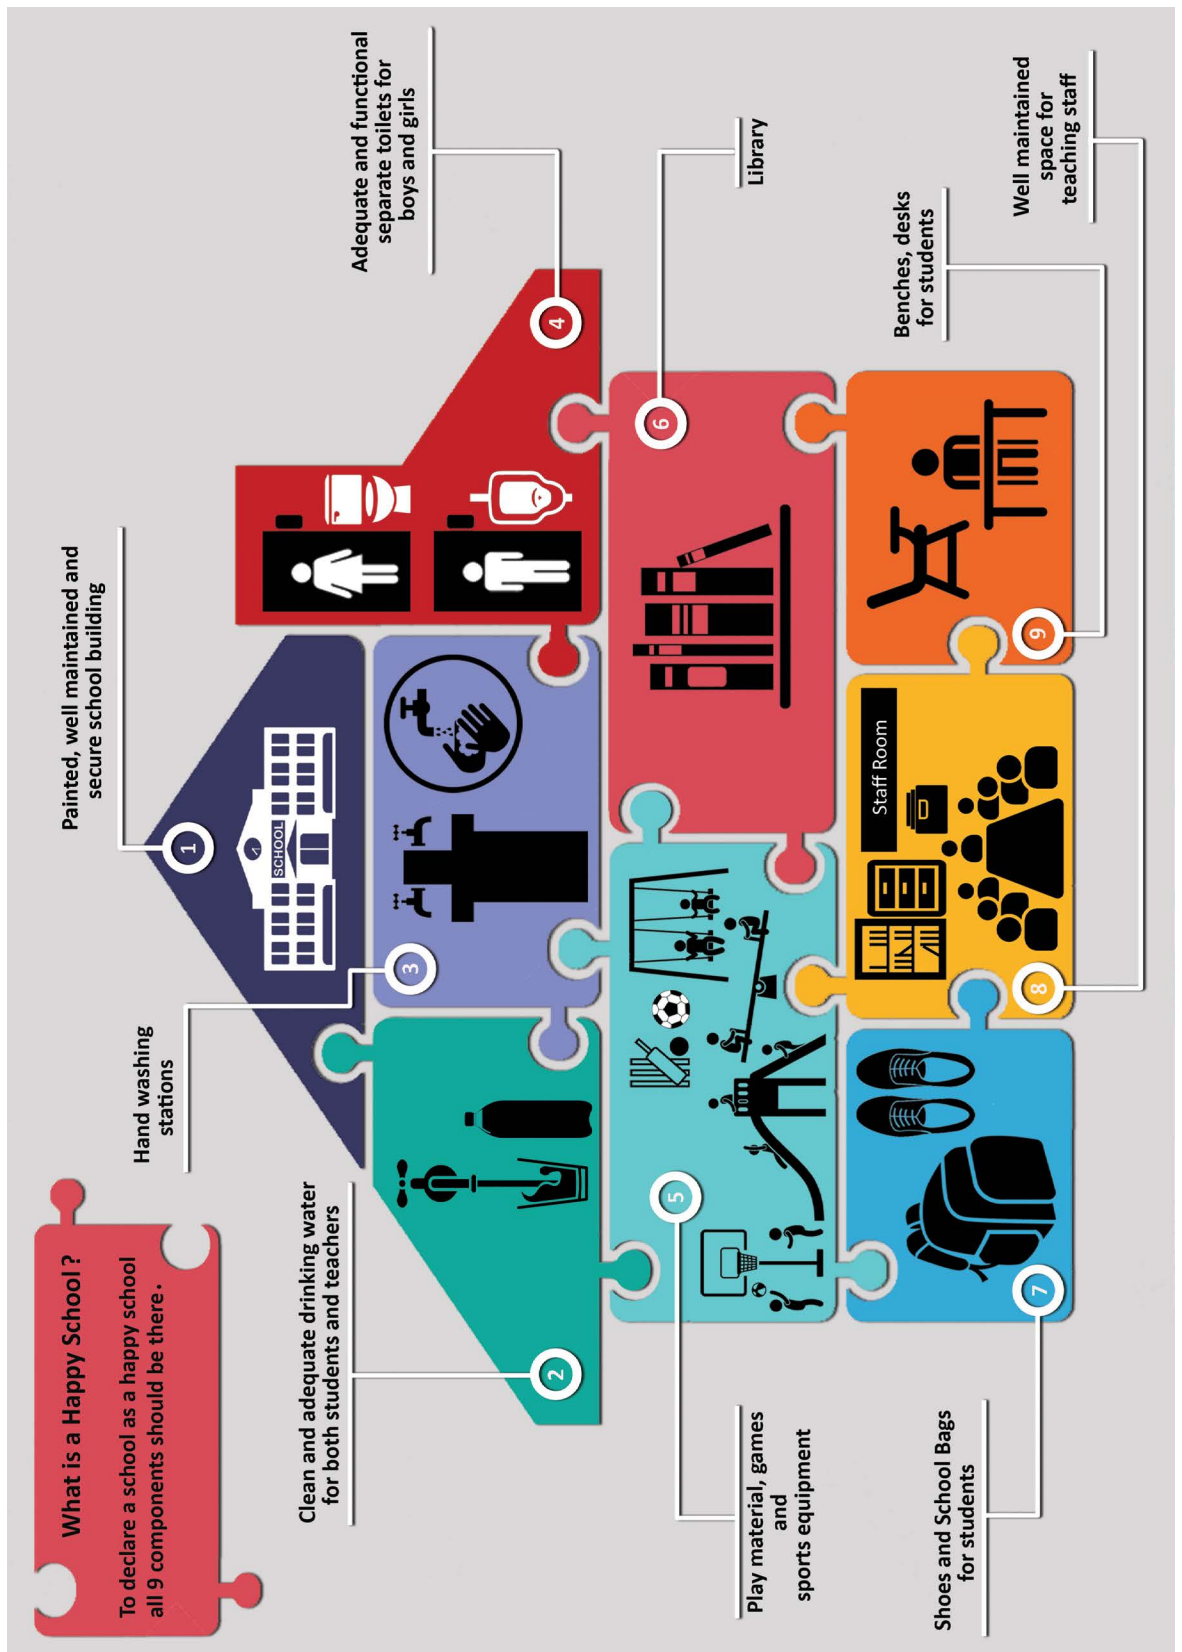 What is a Happy School ?
To declare a school as a happy school
all 9 components should be there .
Painted, well maintained and
secure school building
1
SCHOOL
Hand washing
stations
3
Clean and adequate drinking water
for both students and teachers
2
Adequate and functional
separate toilets for
boys and girls
4
Play material, games
and
sports equipment
5
Library
6
Shoes and School Bags
for students
7
Staff Room
8
Well maintained
space for
teaching staff
Benches, desks
for students
9